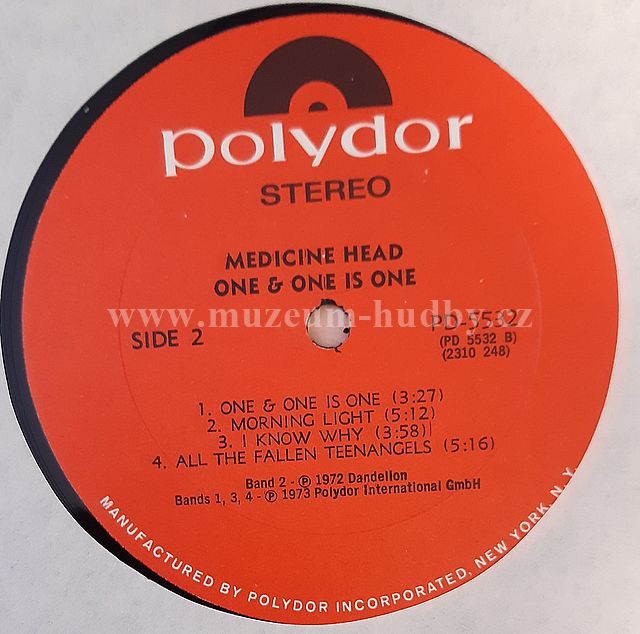 polydor
STEREO
MEDICINE HEAD
ONE & ONE IS ONE
www.muzeum-hudby.cz
SIDE 2
PD-5532
(PD 5532 B)
(2310 248)
1. ONE & ONE IS ONE (3:27)
2. MORNING LIGHT (5:12)
3. I KNOW WHY (3:58)
4. ALL THE FALLEN TEENANGELS (5:16)
Band 2 - ℗ 1972 Dandelion
Bands 1, 3, 4 - ℗ 1973 Polydor International GmbH
MANUFACTURED BY POLYDOR INCORPORATED, NEW YORK, N.Y.